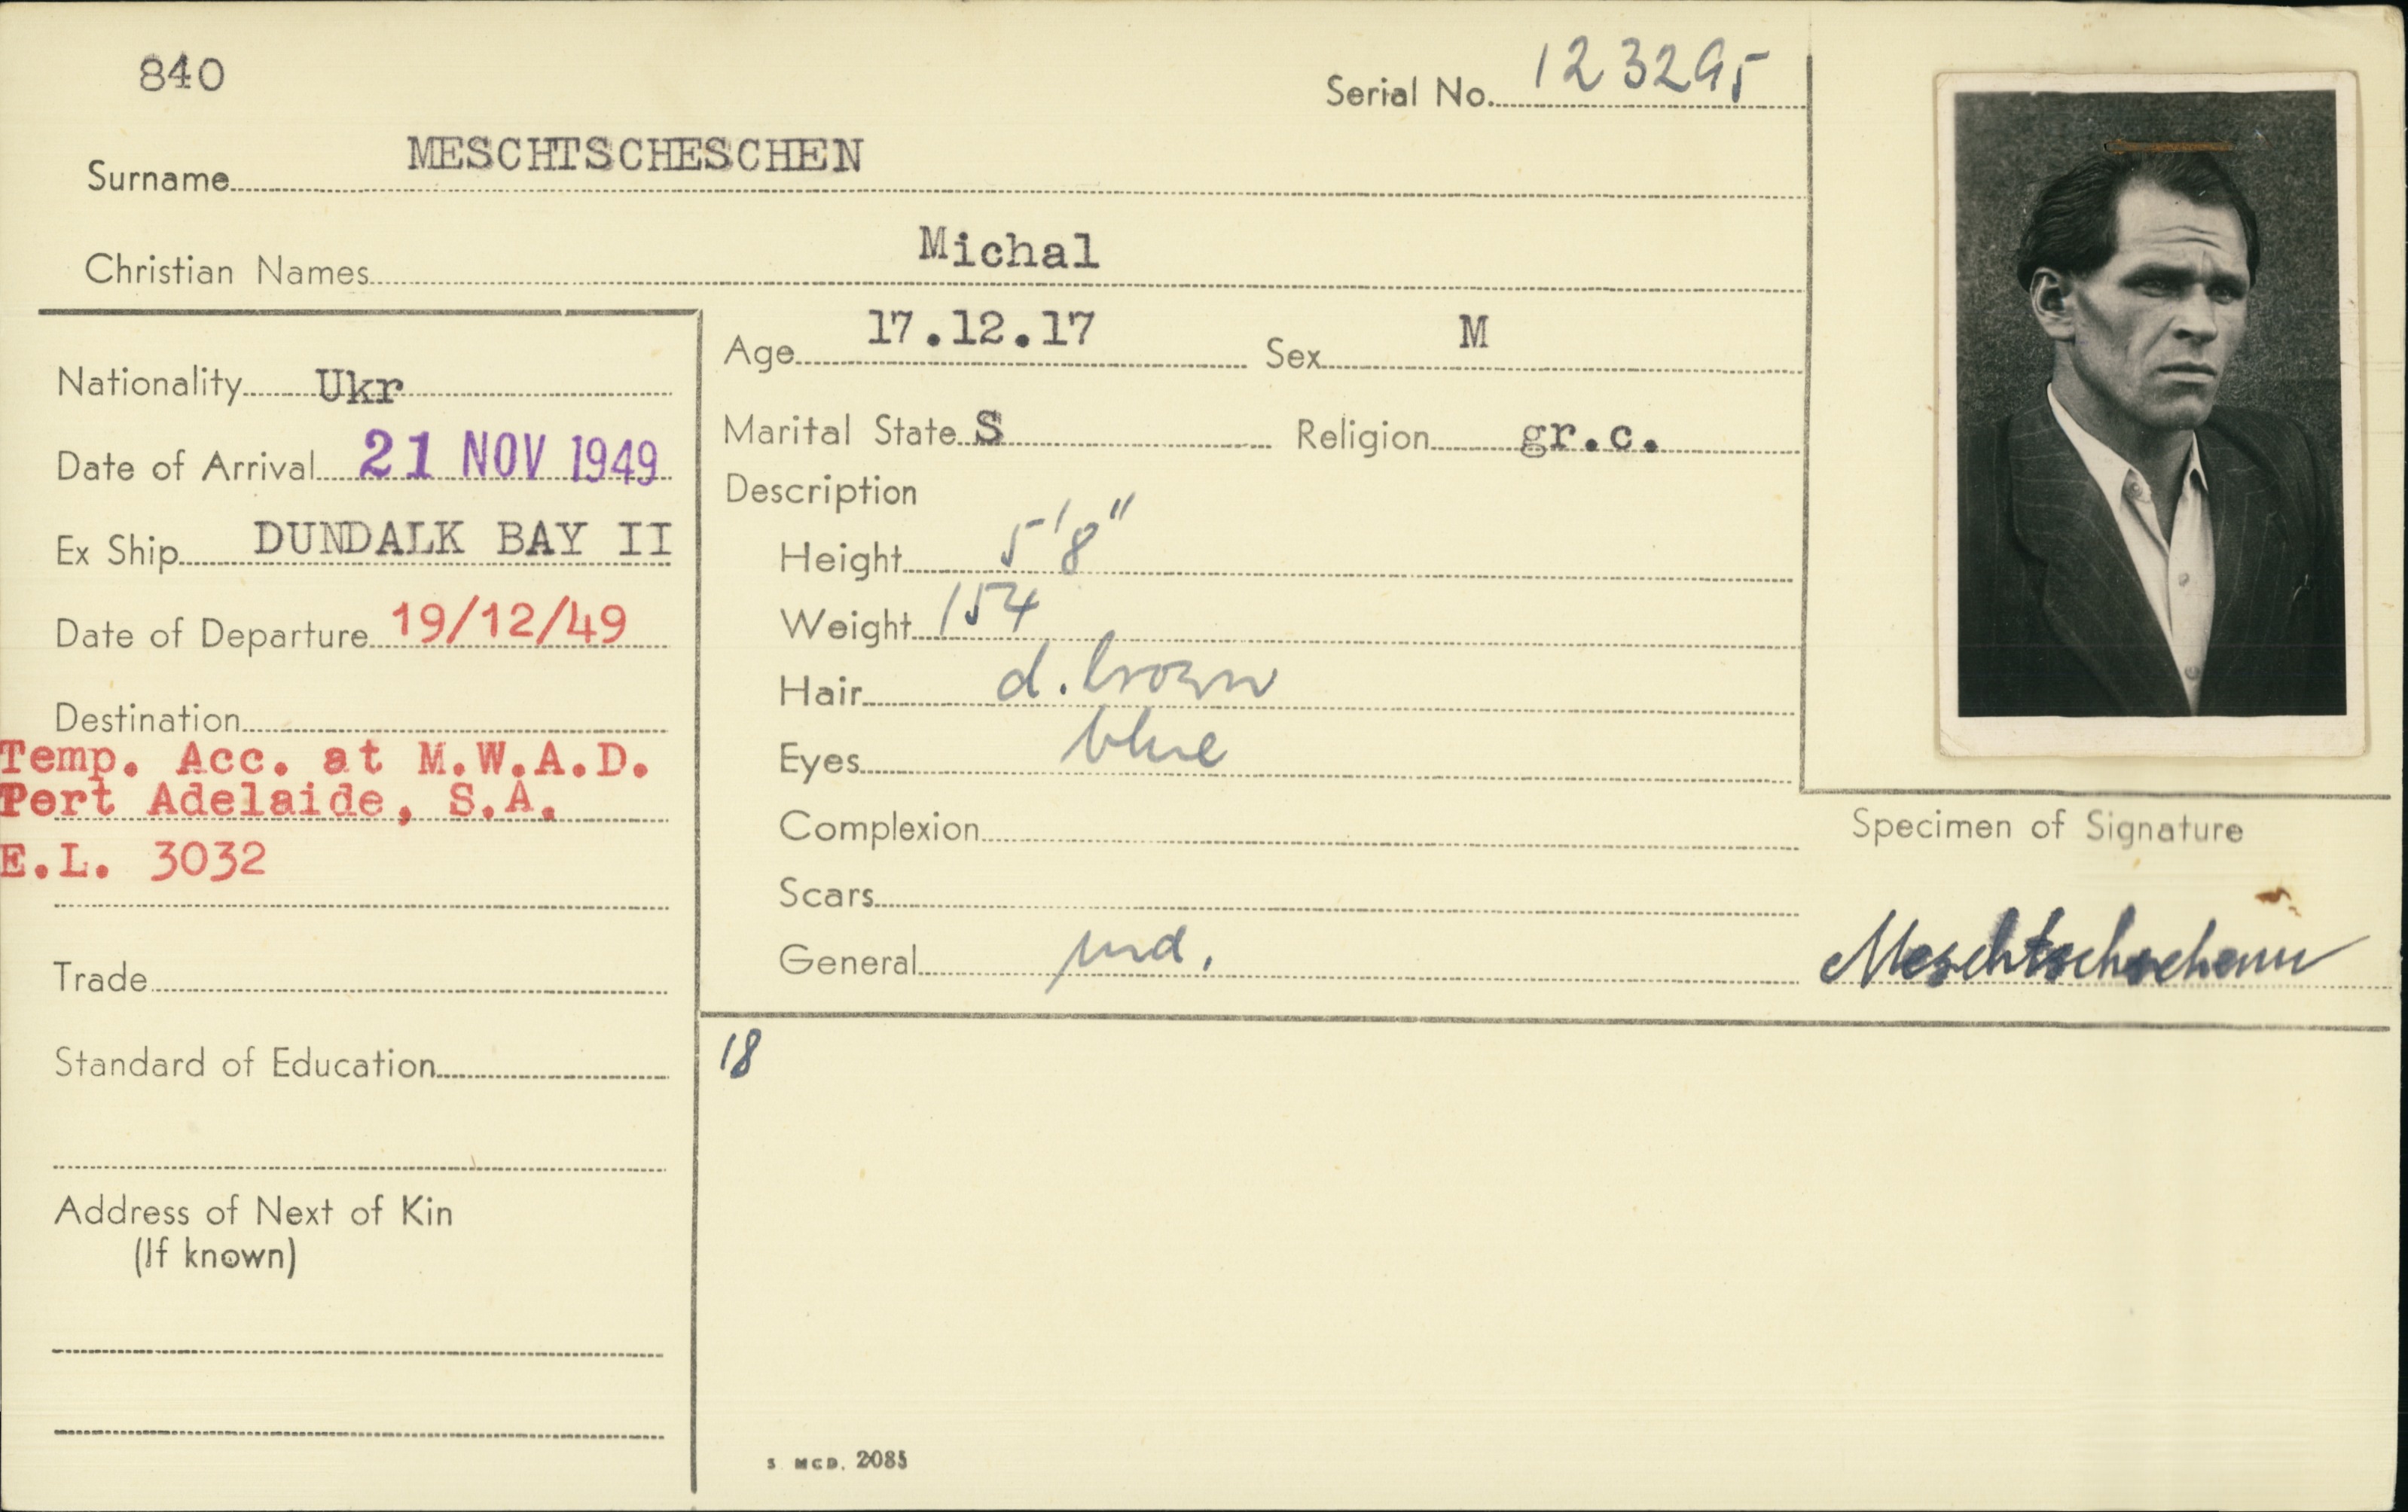 840
Serial No. 123295
Surname MESCHTSCHESCHEN
Christian Names Michal
Nationality Ukr
Date of Arrival 21 NOV 1949
Ex Ship DUNDALK BAY II
Date of Departure 19/12/49
Destination
Temp. Acc. at M.W.A.D.
Port Adelaide, S.A.
E.L. 3032
Trade
Standard of Education
Address of Next of Kin
(If known)
Age 17.12.17 Sex M
Marital State S Religion gr.c.
Description
Height 5'8"
Weight 154
Hair d. brown
Eyes blue
Complexion
Scars
General
18
S MCD. 2085
Specimen of Signature